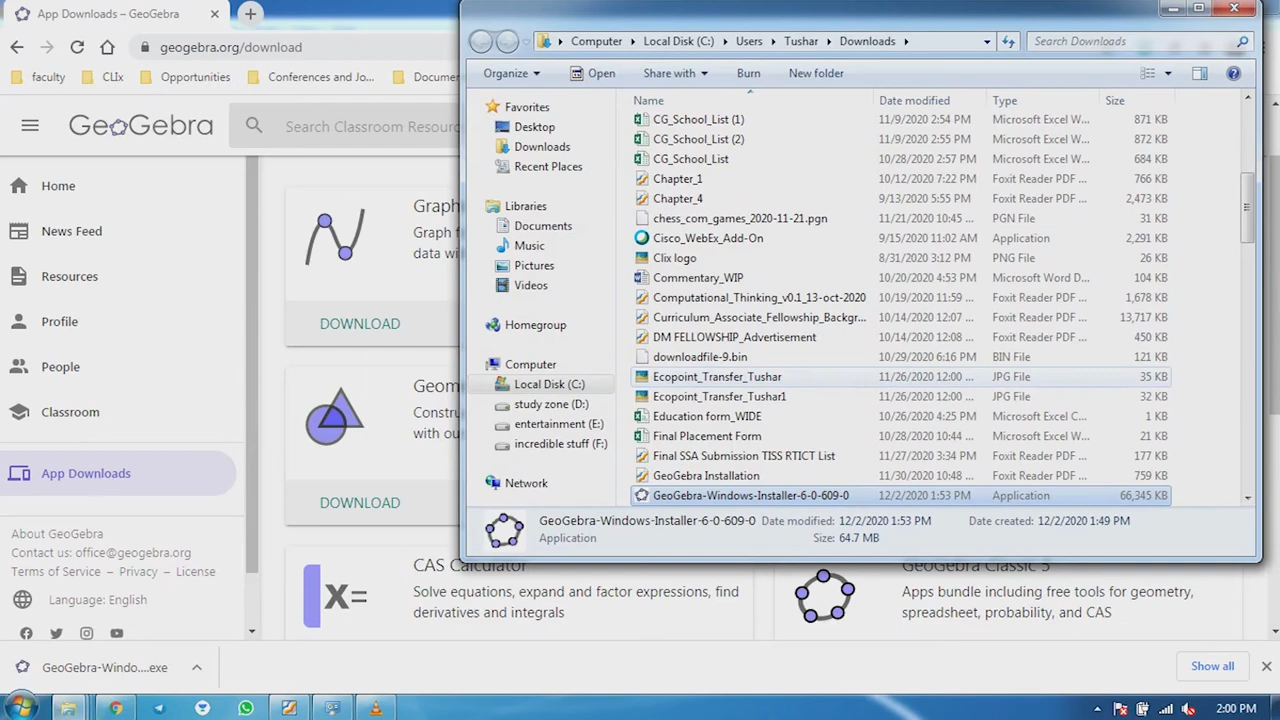 App Downloads – GeoGebra
geogebra.org/download
faculty
CLIx
Opportunities
Conferences and Jo...
GeoGebra
Search Classroom Resourc
Home
News Feed
Resources
Profile
People
Classroom
App Downloads
About GeoGebra
Contact us: office@geogebra.org
Terms of Service – Privacy – License
Language: English
DOWNLOAD
DOWNLOAD
CAS Calculator
Solve equations, expand and factor expressions, find
derivatives and integrals
X=
GeoGebra Classic 5
Apps bundle including free tools for geometry,
spreadsheet, probability, and CAS
Computer Local Disk (C:) Users Tushar Downloads
Search Downloads
Organize Open Share with Burn New folder
Favorites
Desktop
Downloads
Recent Places
Libraries
Documents
Music
Pictures
Videos
Homegroup
Computer
Local Disk (C:)
study zone (D:)
entertainment (E:)
incredible stuff (F:)
Network
Name Date modified Type Size
CG_School_List (1) 11/9/2020 2:54 PM Microsoft Excel W... 871 KB
CG_School_List (2) 11/9/2020 2:55 PM Microsoft Excel W... 872 KB
CG_School_List 10/28/2020 2:57 PM Microsoft Excel W... 684 KB
Chapter_1 10/12/2020 7:22 PM Foxit Reader PDF ... 766 KB
Chapter_4 9/13/2020 5:55 PM Foxit Reader PDF ... 2,473 KB
chess_com_games_2020-11-21.pgn 11/21/2020 10:45 ... PGN File 31 KB
Cisco_WebEx_Add-On 9/15/2020 11:02 AM Application 2,291 KB
Clix logo 8/31/2020 3:12 PM PNG File 26 KB
Commentary_WIP 10/20/2020 4:53 PM Microsoft Word D... 104 KB
Computational_Thinking_v0.1_13-oct-2020 10/19/2020 11:59 ... Foxit Reader PDF ... 1,678 KB
Curriculum_Associate_Fellowship_Backgr... 10/14/2020 12:07 ... Foxit Reader PDF ... 13,717 KB
DM FELLOWSHIP_Advertisement 10/14/2020 12:08 ... Foxit Reader PDF ... 450 KB
downloadfile-9.bin 10/29/2020 6:16 PM BIN File 121 KB
Ecopoint_Transfer_Tushar 11/26/2020 12:00 ... JPG File 35 KB
Ecopoint_Transfer_Tushar1 11/26/2020 12:00 ... JPG File 32 KB
Education form_WIDE 10/26/2020 4:25 PM Microsoft Excel C... 1 KB
Final Placement Form 10/28/2020 10:44 ... Microsoft Excel W... 21 KB
Final SSA Submission TISS RTICT List 11/27/2020 3:34 PM Foxit Reader PDF ... 177 KB
GeoGebra Installation 11/30/2020 10:48 ... Foxit Reader PDF ... 759 KB
GeoGebra-Windows-Installer-6-0-609-0 12/2/2020 1:53 PM Application 66,345 KB
GeoGebra-Windows-Installer-6-0-609-0 Date modified: 12/2/2020 1:53 PM Date created: 12/2/2020 1:49 PM
Application Size: 64.7 MB
GeoGebra-Windo....exe
Show all
2:00 PM